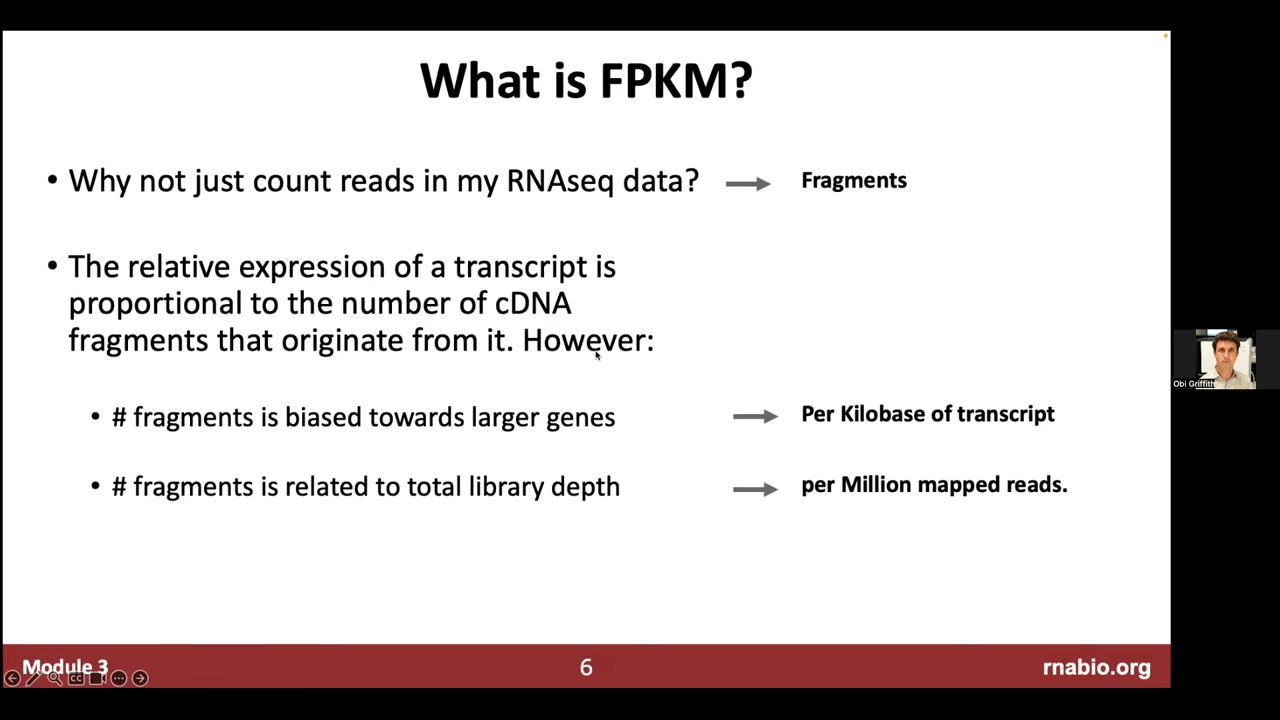 What is FPKM?
• Why not just count reads in my RNAseq data?
Fragments
• The relative expression of a transcript is
proportional to the number of cDNA
fragments that originate from it. However:
• # fragments is biased towards larger genes
Per Kilobase of transcript
• # fragments is related to total library depth
per Million mapped reads.
Obi Griffith
Module 3
6
rnabio.org
CC